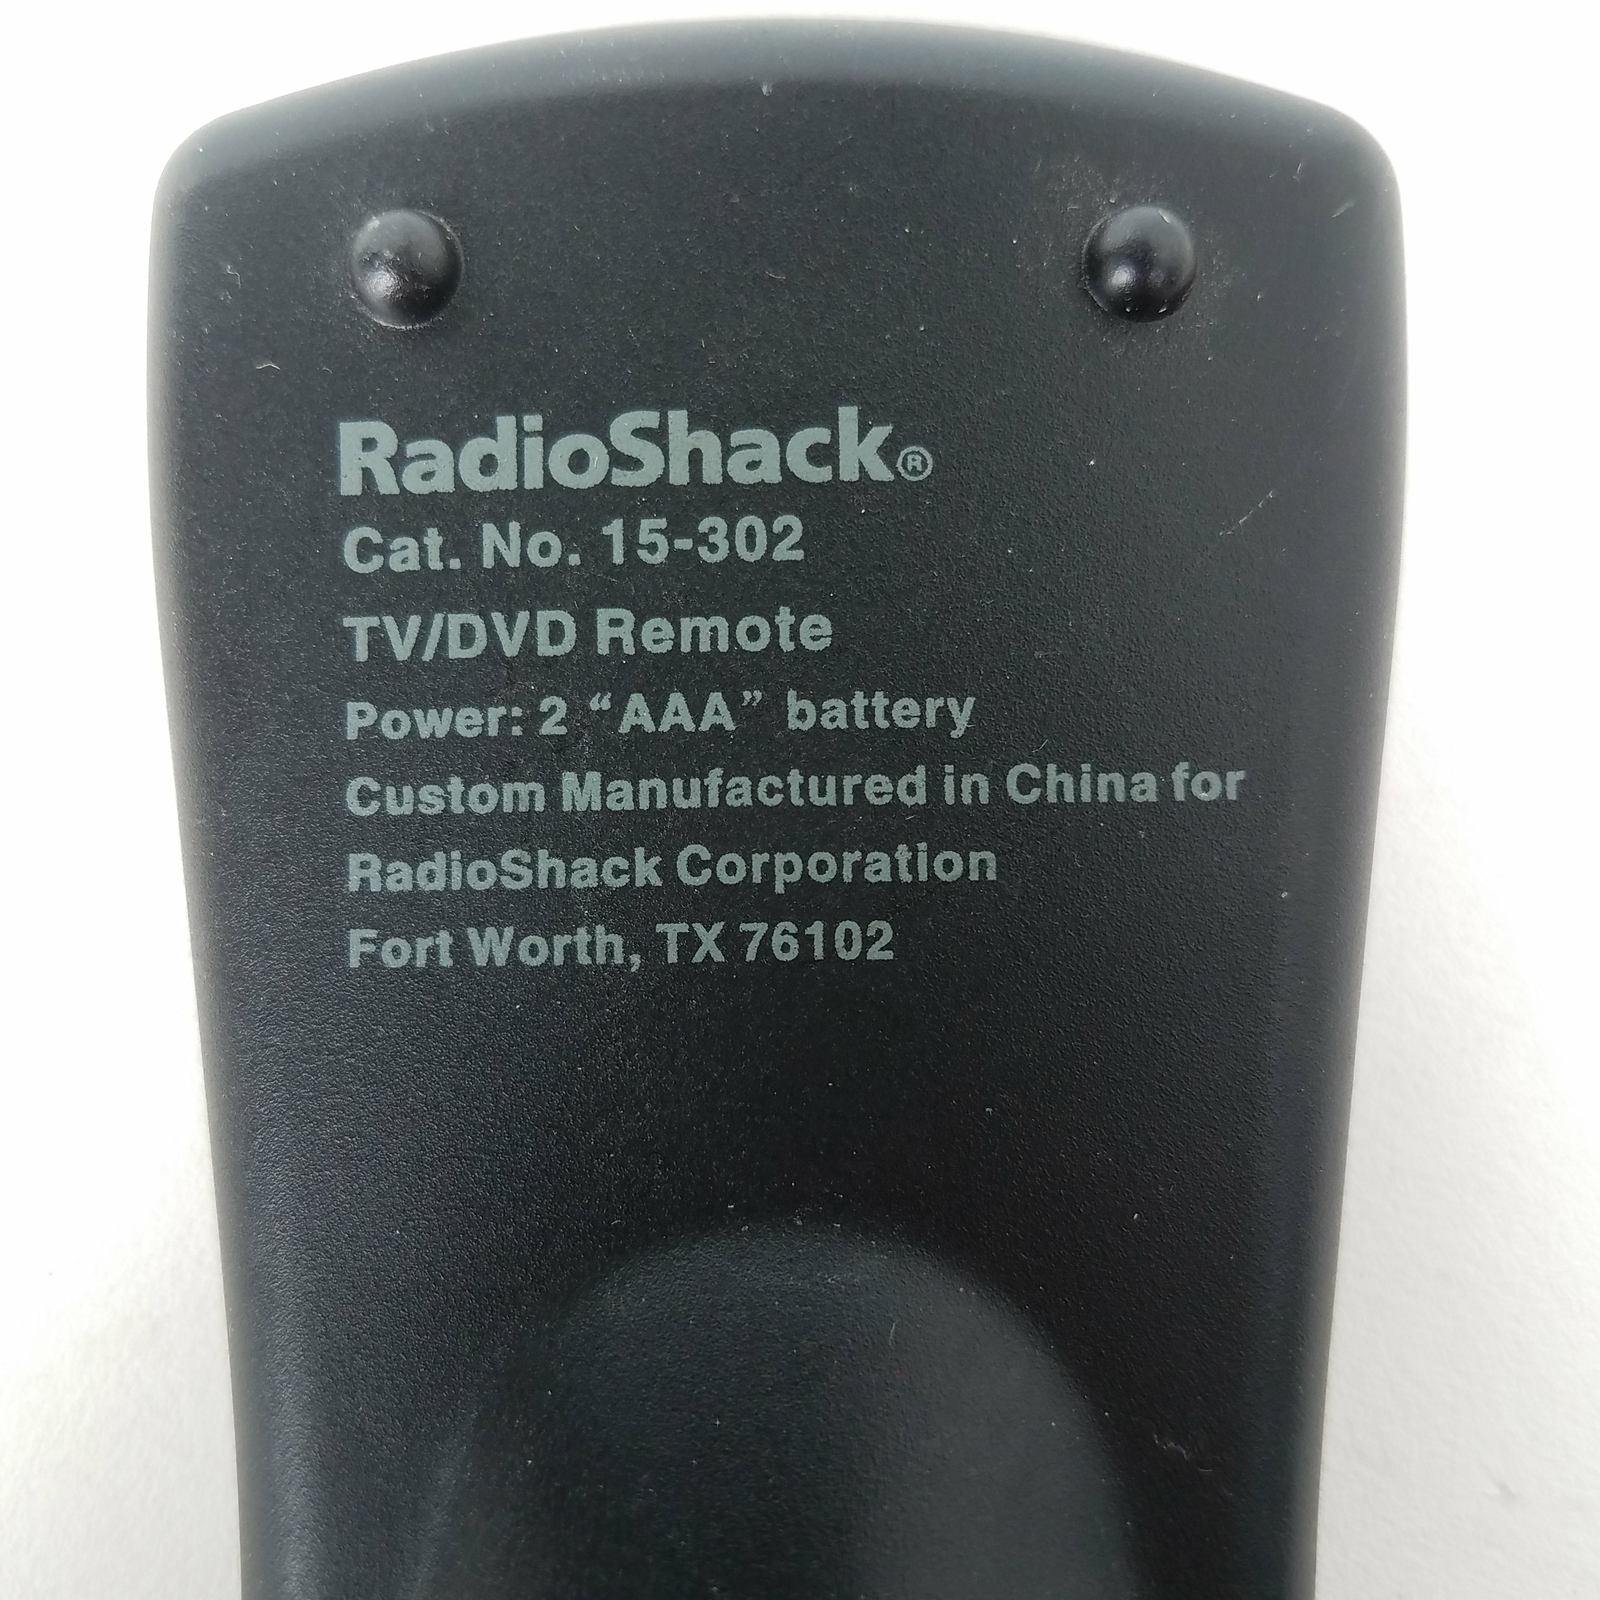 RadioShack®
Cat. No. 15-302
TV/DVD Remote
Power: 2 “AAA” battery
Custom Manufactured in China for
RadioShack Corporation
Fort Worth, TX 76102